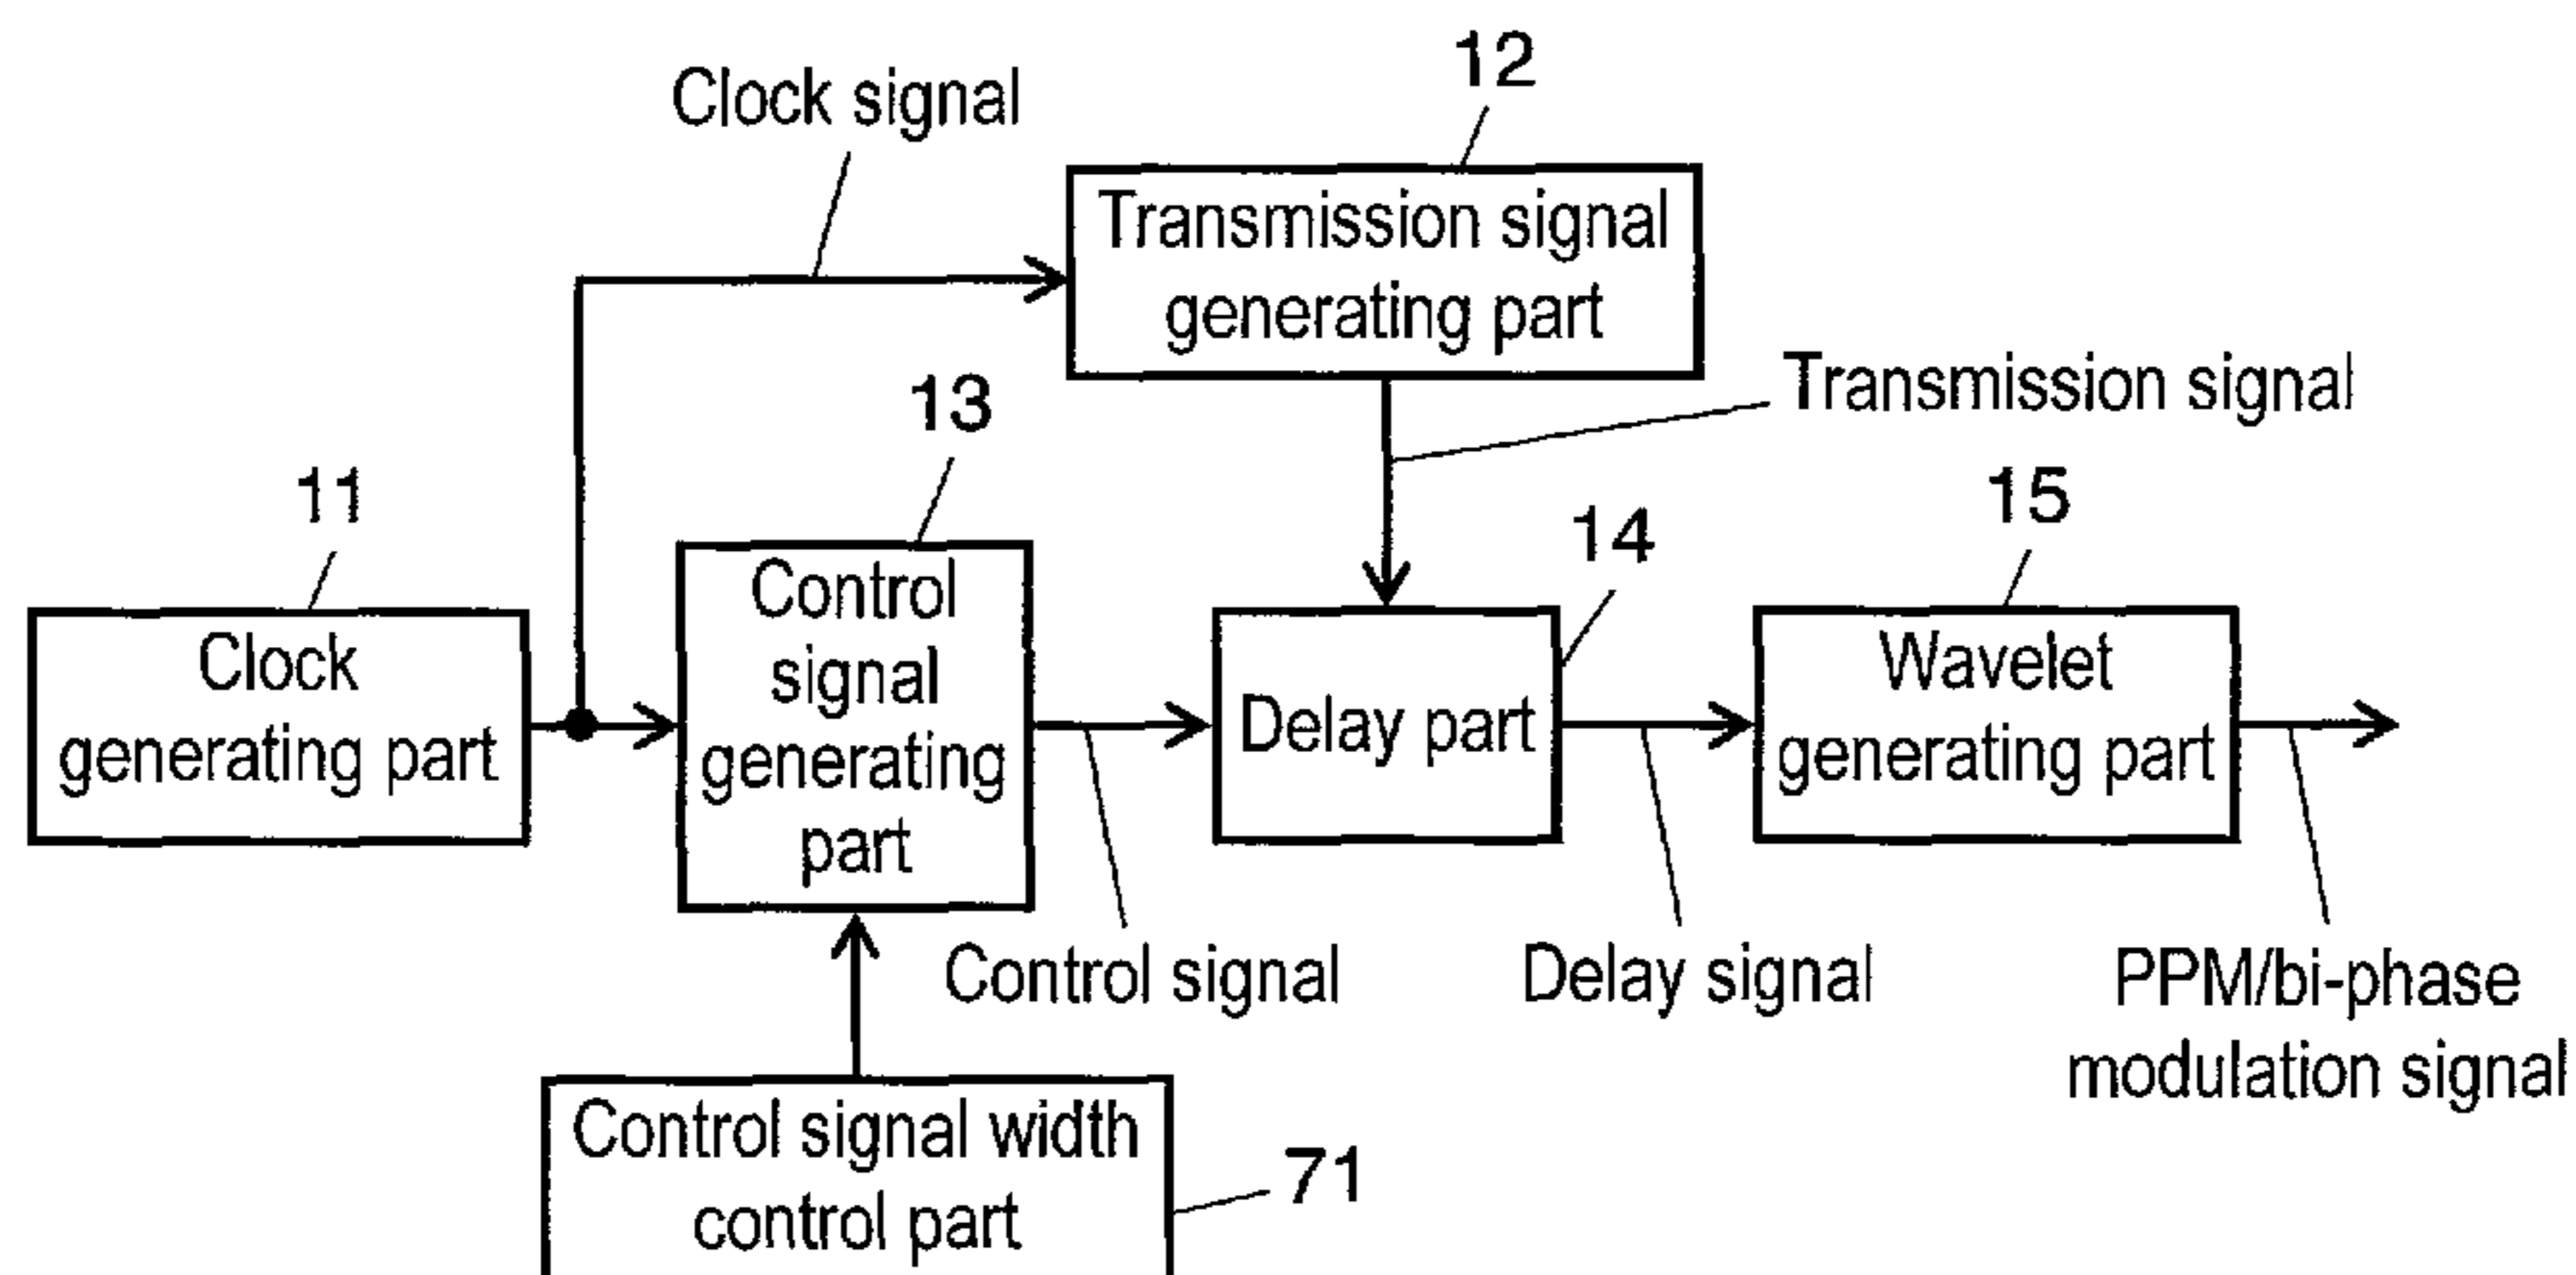 12
Clock signal
Transmission signal
generating part
13
Transmission signal
11
14
15
Control
signal
generating
part
Clock
generating part
Delay part
Wavelet
generating part
Control signal
Delay signal
PPM/bi-phase
modulation signal
Control signal width
control part
71